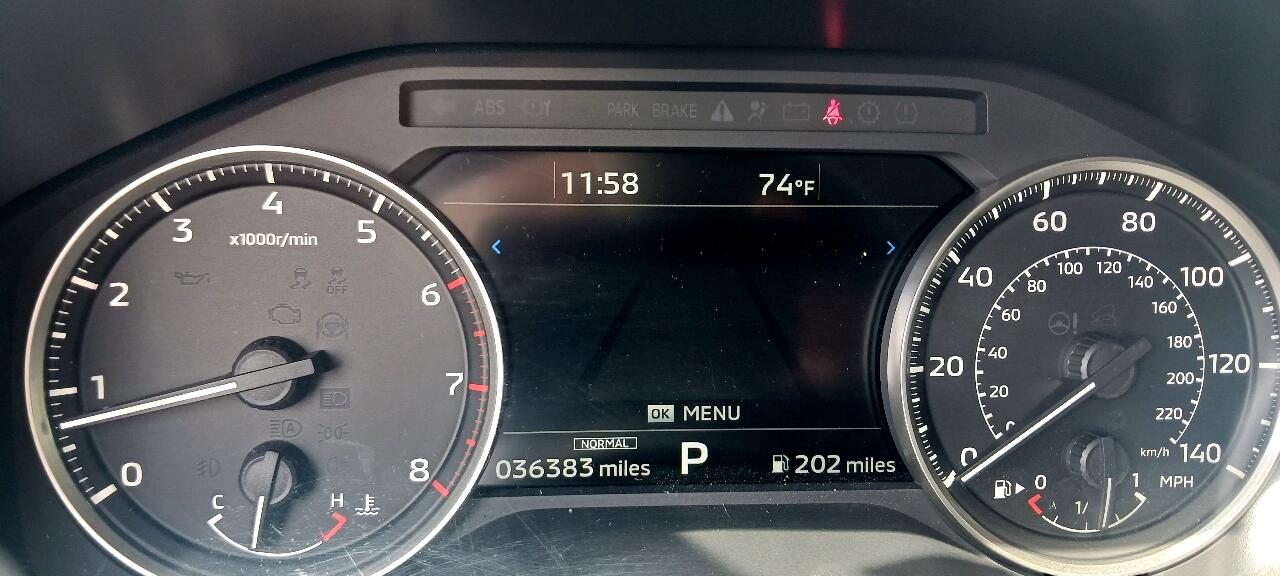 ABS PARK BRAKE
11:58 74°F
x1000r/min
0 1 2 3 4 5 6 7 8
OFF
A
C H
OK MENU
NORMAL
036383 miles P 202 miles
0 20 40 60 80 100 120 140
20 40 60 80 100 120 140 160 180 200 220
km/h
MPH
0 1/ 1